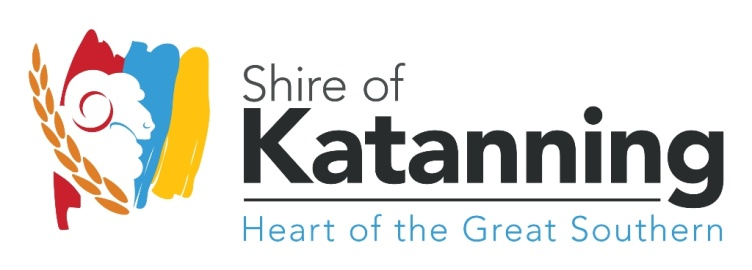 Shire of
Katanning
Heart of the Great Southern